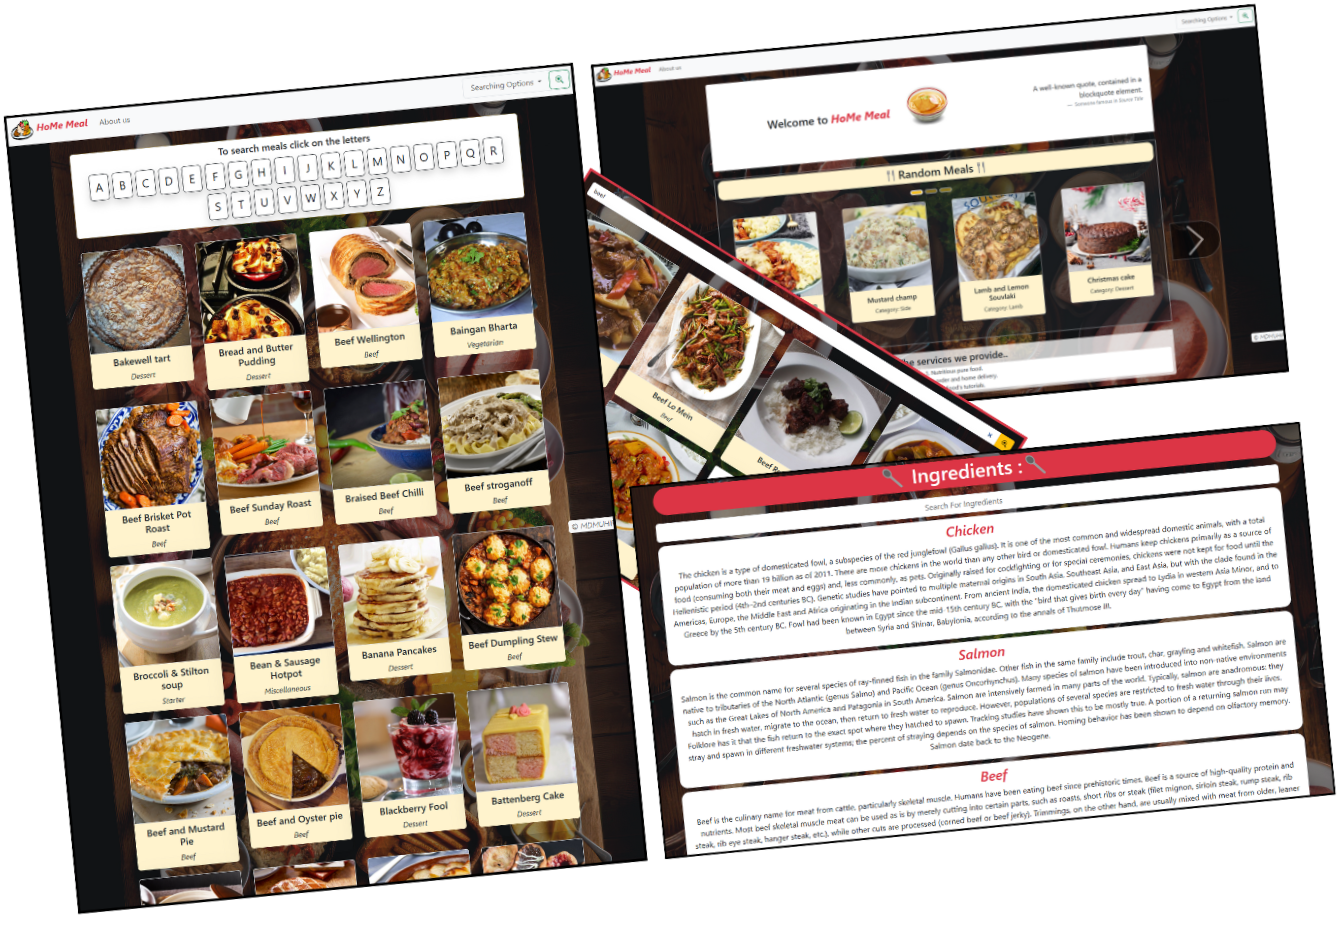 HoMe Meal
About us
Searching Options
To search meals click on the letters
A B C D E F G H I J K L M N O P Q R
S T U V W X Y Z
Bakewell tart
Dessert
Bread and Butter
Pudding
Dessert
Beef Wellington
Beef
Baingan Bharta
Vegetarian
Beef Brisket Pot
Roast
Beef
Beef Sunday Roast
Beef
Braised Beef Chilli
Beef
Beef stroganoff
Beef
Broccoli & Stilton
soup
Starter
Bean & Sausage
Hotpot
Miscellaneous
Banana Pancakes
Dessert
Beef Dumpling Stew
Beef
Beef and Mustard
Pie
Beef
Beef and Oyster pie
Beef
Blackberry Fool
Dessert
Battenberg Cake
Dessert
© MDMUHI
HoMe Meal
About us
Searching Options
Welcome to HoMe Meal
A well-known quote, contained in a
blockquote element.
— Someone famous in Source Title
Random Meals
Mustard champ
Category: Side
Lamb and Lemon
Souvlaki
Category: Lamb
Christmas cake
Category: Dessert
he services we provide..
1. Nutritious pure food.
der and home delivery.
ood's tutorials.
© MDMUHI
beef
Beef Lo Mein
Beef
Ingredients :
Search For Ingredients
Chicken
The chicken is a type of domesticated fowl, a subspecies of the red junglefowl (Gallus gallus). It is one of the most common and widespread domestic animals, with a total
population of more than 19 billion as of 2011. There are more chickens in the world than any other bird or domesticated fowl. Humans keep chickens primarily as a source of
food (consuming both their meat and eggs) and, less commonly, as pets. Originally raised for cockfighting or for special ceremonies, chickens were not kept for food until the
Hellenistic period (4th–2nd centuries BC). Genetic studies have pointed to multiple maternal origins in South Asia, Southeast Asia, and East Asia, but with the clade found in the
Americas, Europe, the Middle East and Africa originating in the Indian subcontinent. From ancient India, the domesticated chicken spread to Lydia in western Asia Minor, and to
Greece by the 5th century BC. Fowl had been known in Egypt since the mid-15th century BC, with the "bird that gives birth every day" having come to Egypt from the land
between Syria and Shinar, Babylonia, according to the annals of Thutmose III.
Salmon
Salmon is the common name for several species of ray-finned fish in the family Salmonidae. Other fish in the same family include trout, char, grayling and whitefish. Salmon are
native to tributaries of the North Atlantic (genus Salmo) and Pacific Ocean (genus Oncorhynchus). Many species of salmon have been introduced into non-native environments
such as the Great Lakes of North America and Patagonia in South America. Salmon are intensively farmed in many parts of the world. Typically, salmon are anadromous: they
hatch in fresh water, migrate to the ocean, then return to fresh water to reproduce. However, populations of several species are restricted to fresh water through their lives.
Folklore has it that the fish return to the exact spot where they hatched to spawn. Tracking studies have shown this to be mostly true. A portion of a returning salmon run may
stray and spawn in different freshwater systems; the percent of straying depends on the species of salmon. Homing behavior has been shown to depend on olfactory memory.
Salmon date back to the Neogene.
Beef
Beef is the culinary name for meat from cattle, particularly skeletal muscle. Humans have been eating beef since prehistoric times. Beef is a source of high-quality protein and
nutrients. Most beef skeletal muscle meat can be used as is by merely cutting into certain parts, such as roasts, short ribs or steak (filet mignon, sirloin steak, rump steak, rib
steak, rib eye steak, hanger steak, etc.), while other cuts are processed (corned beef or beef jerky). Trimmings, on the other hand, are usually mixed with meat from older, leaner